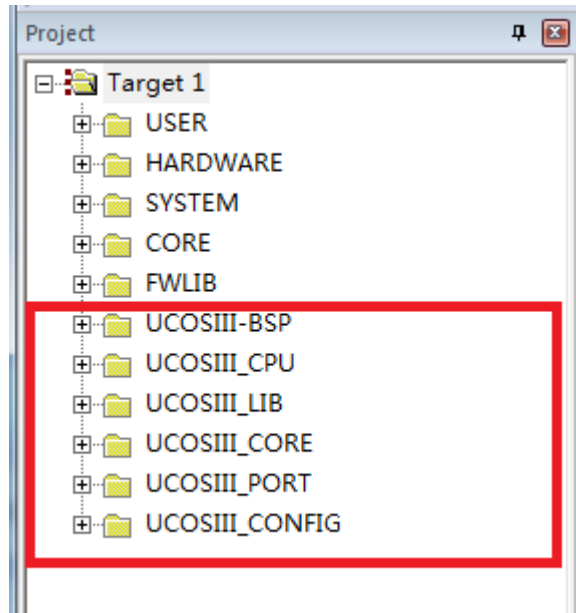 Project
Target 1
USER
HARDWARE
SYSTEM
CORE
FWLIB
UCOSIII-BSP
UCOSIII_CPU
UCOSIII_LIB
UCOSIII_CORE
UCOSIII_PORT
UCOSIII_CONFIG